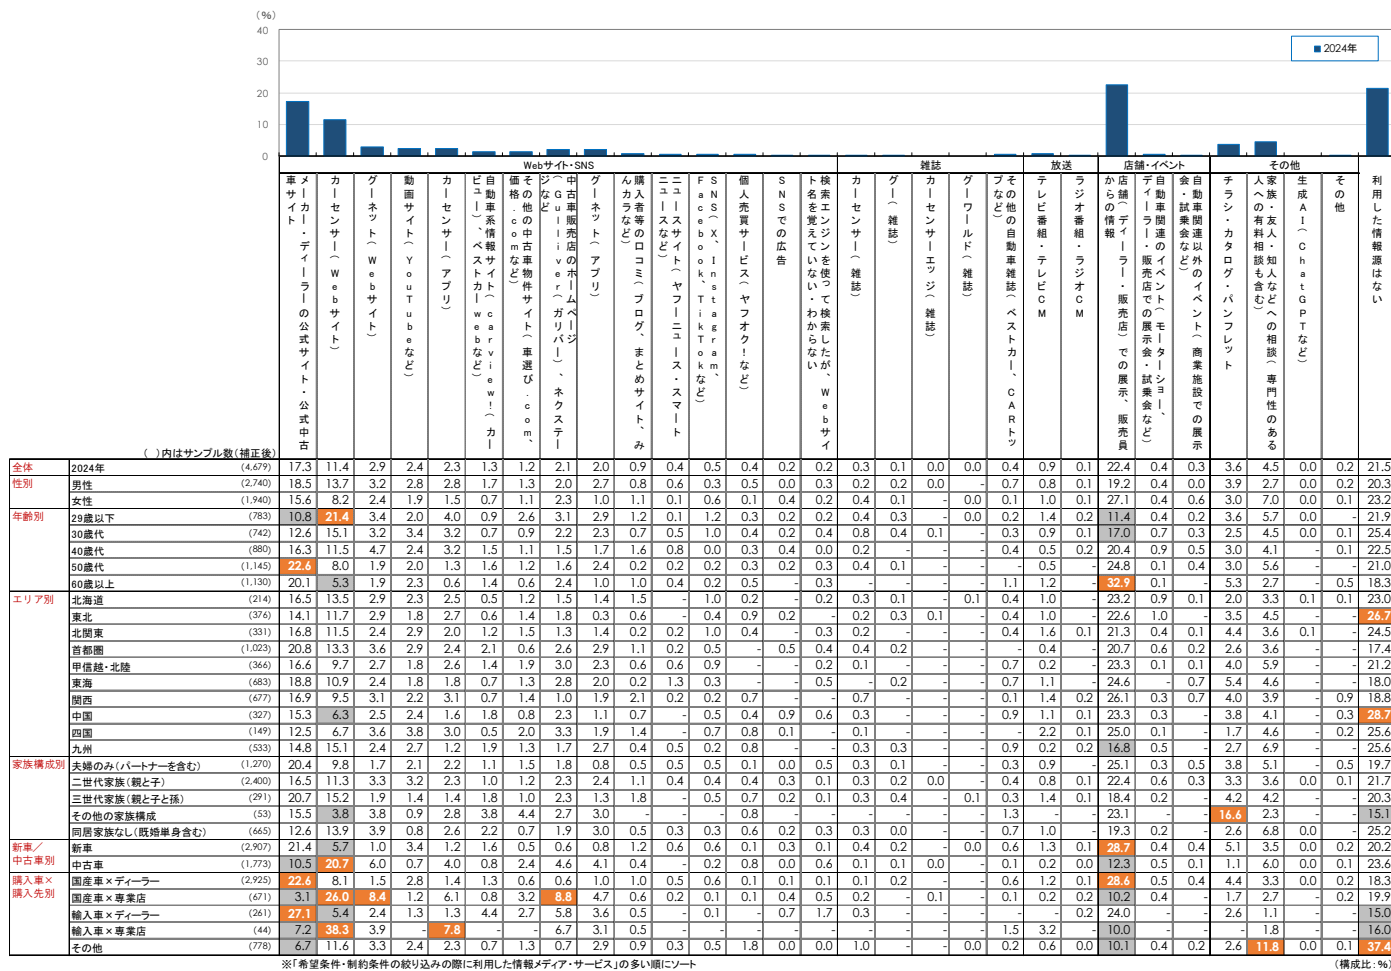 (%)
40
30
20
10
0
2024年
Webサイト・SNS 雑誌 放送 店舗・イベント その他
メーカー・ディーラーの公式サイト・公式中古
車サイト
カーセンサー(Webサイト)
グーネット(Webサイト)
動画サイト(YouTubeなど)
カーセンサー(アプリ)
自動車系情報サイト(carview!(カー
ビュー)、ベストカーwebなど)
その他の中古車物件サイト(車選び.com、
価格.comなど)
中古車販売店のホームページ
(Gulliver(ガリバー)、ネクステー
ジなど
グーネット(アプリ)
購入者等の口コミ(ブログ、まとめサイト、み
んカラなど)
ニュースサイト(ヤフーニュース・スマート
ニュースなど)
SNS(X、Instagram、
Facebook、TikTokなど)
個人売買サービス(ヤフオク!など)
SNSでの広告
検索エンジンを使って検索したが、Webサイ
ト名を覚えていない・わからない
カーセンサー(雑誌)
グー(雑誌)
カーセンサーエッジ(雑誌)
グーワールド(雑誌)
その他の自動車雑誌(ベストカー、CARトッ
プなど)
テレビ番組・テレビCM
ラジオ番組・ラジオCM
店舗(ディーラー・販売店)での展示、販売員
からの情報
自動車関連のイベント(モーターショー、
ディーラー・販売店での展示会・試乗会など)
自動車関連以外のイベント(商業施設での展示
会・試乗会など)
チラシ・カタログ・パンフレット
家族・友人・知人などへの相談(専門性のある
人への有料相談も含む)
生成AI(ChatGPTなど)
その他
利用した情報源はない
( )内はサンプル数(補正後)
全体 2024年 (4,679) 17.3 11.4 2.9 2.4 2.3 1.3 1.2 2.1 2.0 0.9 0.4 0.5 0.4 0.2 0.2 0.3 0.1 0.0 0.0 0.4 0.9 0.1 22.4 0.4 0.3 3.6 4.5 0.0 0.2 21.5
性別 男性 (2,740) 18.5 13.7 3.2 2.8 2.8 1.7 1.3 2.0 2.7 0.8 0.6 0.3 0.5 0.0 0.3 0.2 0.2 0.0 - 0.7 0.8 0.1 19.2 0.4 0.0 3.9 2.7 0.0 0.2 20.3
女性 (1,940) 15.6 8.2 2.4 1.9 1.5 0.7 1.1 2.3 1.0 1.1 0.1 0.6 0.1 0.4 0.2 0.4 0.1 - 0.0 0.1 1.0 0.1 27.1 0.4 0.6 3.0 7.0 0.0 0.1 23.2
年齢別 29歳以下 (783) 10.8 21.4 3.4 2.0 4.0 0.9 2.6 3.1 2.9 1.2 0.1 1.2 0.3 0.2 0.2 0.4 0.3 - 0.0 0.2 1.4 0.2 11.4 0.4 0.2 3.6 5.7 0.0 - 21.9
30歳代 (742) 12.6 15.1 3.2 3.4 3.2 0.7 0.9 2.2 2.3 0.7 0.5 1.0 0.4 0.2 0.4 0.8 0.4 0.1 - 0.3 0.9 0.1 17.0 0.7 0.3 2.5 4.5 0.0 0.1 25.4
40歳代 (880) 16.3 11.5 4.7 2.4 3.2 1.5 1.1 1.5 1.7 1.6 0.8 0.0 0.3 0.4 0.0 0.2 - - - 0.4 0.5 0.2 20.4 0.9 0.5 3.0 4.1 - 0.1 22.5
50歳代 (1,145) 22.6 8.0 1.9 2.0 1.3 1.6 1.2 1.6 2.4 0.2 0.2 0.2 0.3 0.2 0.3 0.4 0.1 - - - 0.5 - 24.8 0.1 0.4 3.0 5.6 - - 21.0
60歳以上 (1,130) 20.1 5.3 1.9 2.3 0.6 1.4 0.6 2.4 1.0 1.0 0.4 0.2 0.5 - 0.3 - - - - 1.1 1.2 - 32.9 0.1 - 5.3 2.7 - 0.5 18.3
エリア別 北海道 (214) 16.5 13.5 2.9 2.3 2.5 0.5 1.2 1.5 1.4 1.5 - 1.0 0.2 - 0.2 0.3 0.1 - 0.1 0.4 1.0 - 23.2 0.9 0.1 2.0 3.3 0.1 0.1 23.0
東北 (376) 14.1 11.7 2.9 1.8 2.7 0.6 1.4 1.8 0.3 0.6 - 0.4 0.9 0.2 - 0.2 0.3 0.1 - 0.4 1.0 - 22.6 1.0 - 3.5 4.5 - - 26.7
北関東 (331) 16.8 11.5 2.4 2.9 2.0 1.2 1.5 1.3 1.4 0.2 0.2 1.0 0.4 - 0.3 0.2 - - - 0.4 1.6 0.1 21.3 0.4 0.1 4.4 3.6 0.1 - 24.5
首都圏 (1,023) 20.8 13.3 3.6 2.9 2.4 2.1 0.6 2.6 2.9 1.1 0.2 0.5 - 0.5 0.4 0.4 0.2 - - 0.2 0.4 - 20.7 0.6 0.2 2.6 3.6 - - 17.4
甲信越・北陸 (366) 16.6 9.7 2.7 1.8 2.6 1.4 1.9 3.0 2.3 0.6 0.6 0.9 - - 0.2 0.1 - - - 0.7 0.2 - 23.3 0.1 0.1 4.0 5.9 - - 21.2
東海 (683) 18.8 10.9 2.4 1.8 1.8 0.7 1.3 2.8 2.0 0.2 1.3 0.3 - - 0.5 - 0.2 - - 0.7 1.1 - 24.6 - 0.7 5.4 4.6 - - 18.0
関西 (677) 16.9 9.5 3.1 2.2 3.1 0.7 1.4 1.0 1.9 2.1 0.2 0.2 0.7 - - 0.7 - - - 0.1 1.4 0.2 26.1 0.3 0.7 4.0 3.9 - 0.9 18.8
中国 (327) 15.3 6.3 2.5 2.4 1.6 1.8 0.8 2.3 1.1 0.7 - 0.5 0.4 0.9 0.6 0.3 - - - 0.9 1.1 0.1 23.3 0.3 - 3.8 4.1 - 0.3 28.7
四国 (149) 12.5 6.7 3.6 3.8 3.0 0.5 2.0 3.3 1.9 1.4 - 0.7 0.8 0.1 - 0.1 - - - - 2.2 0.1 25.0 0.1 - 1.7 4.6 - 0.2 25.6
九州 (533) 14.8 15.1 2.4 2.7 1.2 1.9 1.3 1.7 2.7 0.4 0.5 0.2 0.8 - - 0.3 0.3 - - 0.9 0.2 0.2 16.8 0.5 - 2.7 6.9 - - 25.6
家族構成別 夫婦のみ(パートナーを含む) (1,270) 20.4 9.8 1.7 2.1 2.2 1.1 1.5 1.8 0.8 0.5 0.5 0.5 0.1 0.0 0.5 0.3 0.1 - - 0.3 0.9 - 25.1 0.3 0.5 3.8 5.1 - 0.5 19.7
二世代家族(親と子) (2,400) 16.5 11.3 3.3 3.2 2.3 1.0 1.2 2.3 2.4 1.1 0.4 0.4 0.4 0.3 0.1 0.3 0.2 0.0 - 0.4 0.8 0.1 22.4 0.6 0.3 3.3 3.6 0.0 0.1 21.7
三世代家族(親と子と孫) (291) 20.7 15.2 1.9 1.4 1.4 1.8 1.0 2.3 1.3 1.8 - 0.5 0.7 0.2 0.1 0.3 0.4 - 0.1 0.3 1.4 0.1 18.4 0.2 - 4.2 4.2 - - 20.3
その他の家族構成 (53) 15.5 3.8 3.8 0.9 2.8 3.8 4.4 2.7 3.0 - - - 0.8 - - - - - - 1.3 - - 23.1 - - 16.6 2.3 - - 15.1
同居家族なし(既婚単身含む) (665) 12.6 13.9 3.9 0.8 2.6 2.2 0.7 1.9 3.0 0.5 0.3 0.3 0.6 0.2 0.3 0.3 0.0 - - 0.7 1.0 - 19.3 0.2 - 2.6 6.8 0.0 - 25.2
新車/
中古車別 新車 (2,907) 21.4 5.7 1.0 3.4 1.2 1.6 0.5 0.6 0.8 1.2 0.6 0.6 0.1 0.3 0.1 0.4 0.2 - 0.0 0.6 1.3 0.1 28.7 0.4 0.4 5.1 3.5 0.0 0.2 20.2
中古車 (1,773) 10.5 20.7 6.0 0.7 4.0 0.8 2.4 4.6 4.1 0.4 - 0.2 0.8 0.0 0.6 0.1 0.1 0.0 - 0.1 0.2 0.0 12.3 0.5 0.1 1.1 6.0 0.0 0.1 23.6
購入車×
購入先別 国産車×ディーラー (2,925) 22.6 8.1 1.5 2.8 1.4 1.3 0.6 0.6 1.0 1.0 0.5 0.6 0.1 0.1 0.1 0.1 0.2 - - 0.6 1.2 0.1 28.6 0.5 0.4 4.4 3.3 0.0 0.2 18.3
国産車×専業店 (671) 3.1 26.0 8.4 1.2 6.1 0.8 3.2 8.8 4.7 0.6 0.2 0.1 0.1 0.4 0.5 0.2 - 0.1 - 0.1 0.2 0.2 10.2 0.4 - 1.7 2.7 - 0.2 19.9
輸入車×ディーラー (261) 27.1 5.4 2.4 1.3 1.3 4.4 2.7 5.8 3.6 0.5 - 0.1 - 0.7 1.7 0.3 - - - - - 0.2 24.0 - - 2.6 1.1 - - 15.0
輸入車×専業店 (44) 7.2 38.3 3.9 - 7.8 - - 6.7 3.1 0.5 - - - - - - - - - 1.5 3.2 - 10.0 - - - 1.8 - - 16.0
その他 (778) 6.7 11.6 3.3 2.4 2.3 0.7 1.3 0.7 2.9 0.9 0.3 0.5 1.8 0.0 0.0 1.0 - - 0.0 0.2 0.6 0.0 10.1 0.4 0.2 2.6 11.8 0.0 0.1 37.4
※「希望条件・制約条件の絞り込みの際に利用した情報メディア・サービス」の多い順にソート (構成比:%)